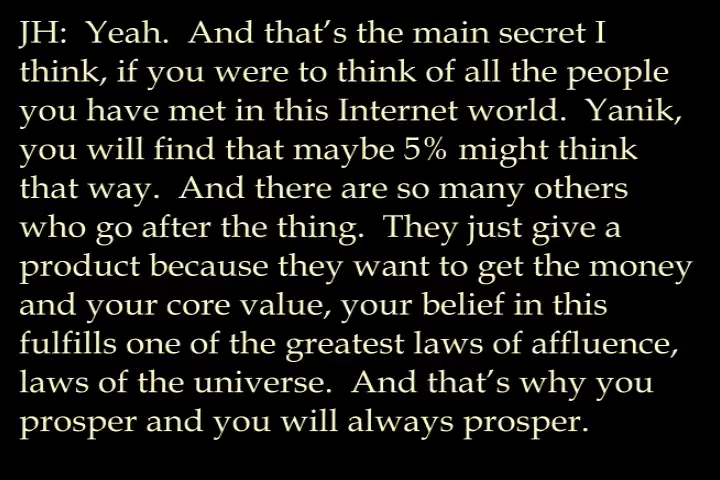 JH:  Yeah.  And that’s the main secret I
think, if you were to think of all the people
you have met in this Internet world.  Yanik,
you will find that maybe 5% might think
that way.  And there are so many others
who go after the thing.  They just give a
product because they want to get the money
and your core value, your belief in this
fulfills one of the greatest laws of affluence,
laws of the universe.  And that’s why you
prosper and you will always prosper.